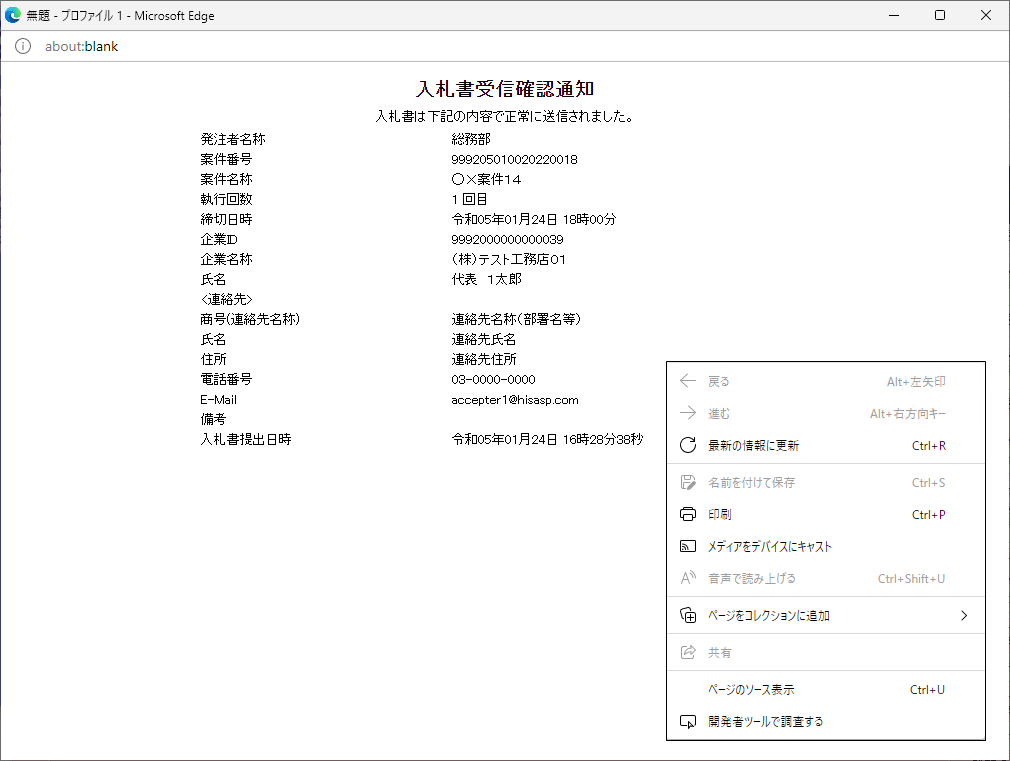 無題 - プロファイル 1 - Microsoft Edge
about:blank
入札書受信確認通知
入札書は下記の内容で正常に送信されました。
発注者名称 総務部
案件番号 999205010020220018
案件名称 〇×案件１４
執行回数 １回目
締切日時 令和05年01月24日 18時00分
企業ID 9992000000000039
企業名称 （株）テスト工務店０１
氏名 代表　１太郎
<連絡先>
商号(連絡先名称) 連絡先名称（部署名等）
氏名 連絡先氏名
住所 連絡先住所
電話番号 03-0000-0000
E-Mail accepter1@hisasp.com
備考
入札書提出日時 令和05年01月24日 16時28分38秒
戻る Alt+左矢印
進む Alt+右方向キー
最新の情報に更新 Ctrl+R
名前を付けて保存 Ctrl+S
印刷 Ctrl+P
メディアをデバイスにキャスト
音声で読み上げる Ctrl+Shift+U
ページをコレクションに追加
共有
ページのソース表示 Ctrl+U
開発者ツールで調査する